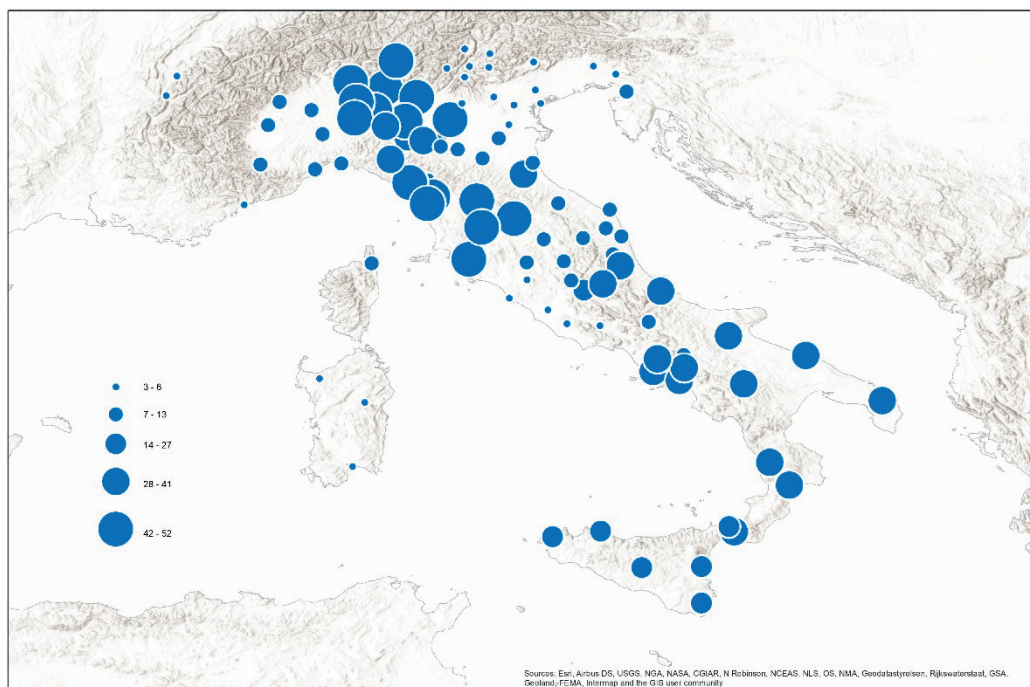 3 - 6
7 - 13
14 - 27
28 - 41
42 - 52
Sources: Esri, Airbus DS, USGS, NGA, NASA, CGIAR, N Robinson, NCEAS, NLS, OS, NMA, Geodatastyrelsen, Rijkswaterstaat, GSA,
Geoland, FEMA, Intermap and the GIS user community